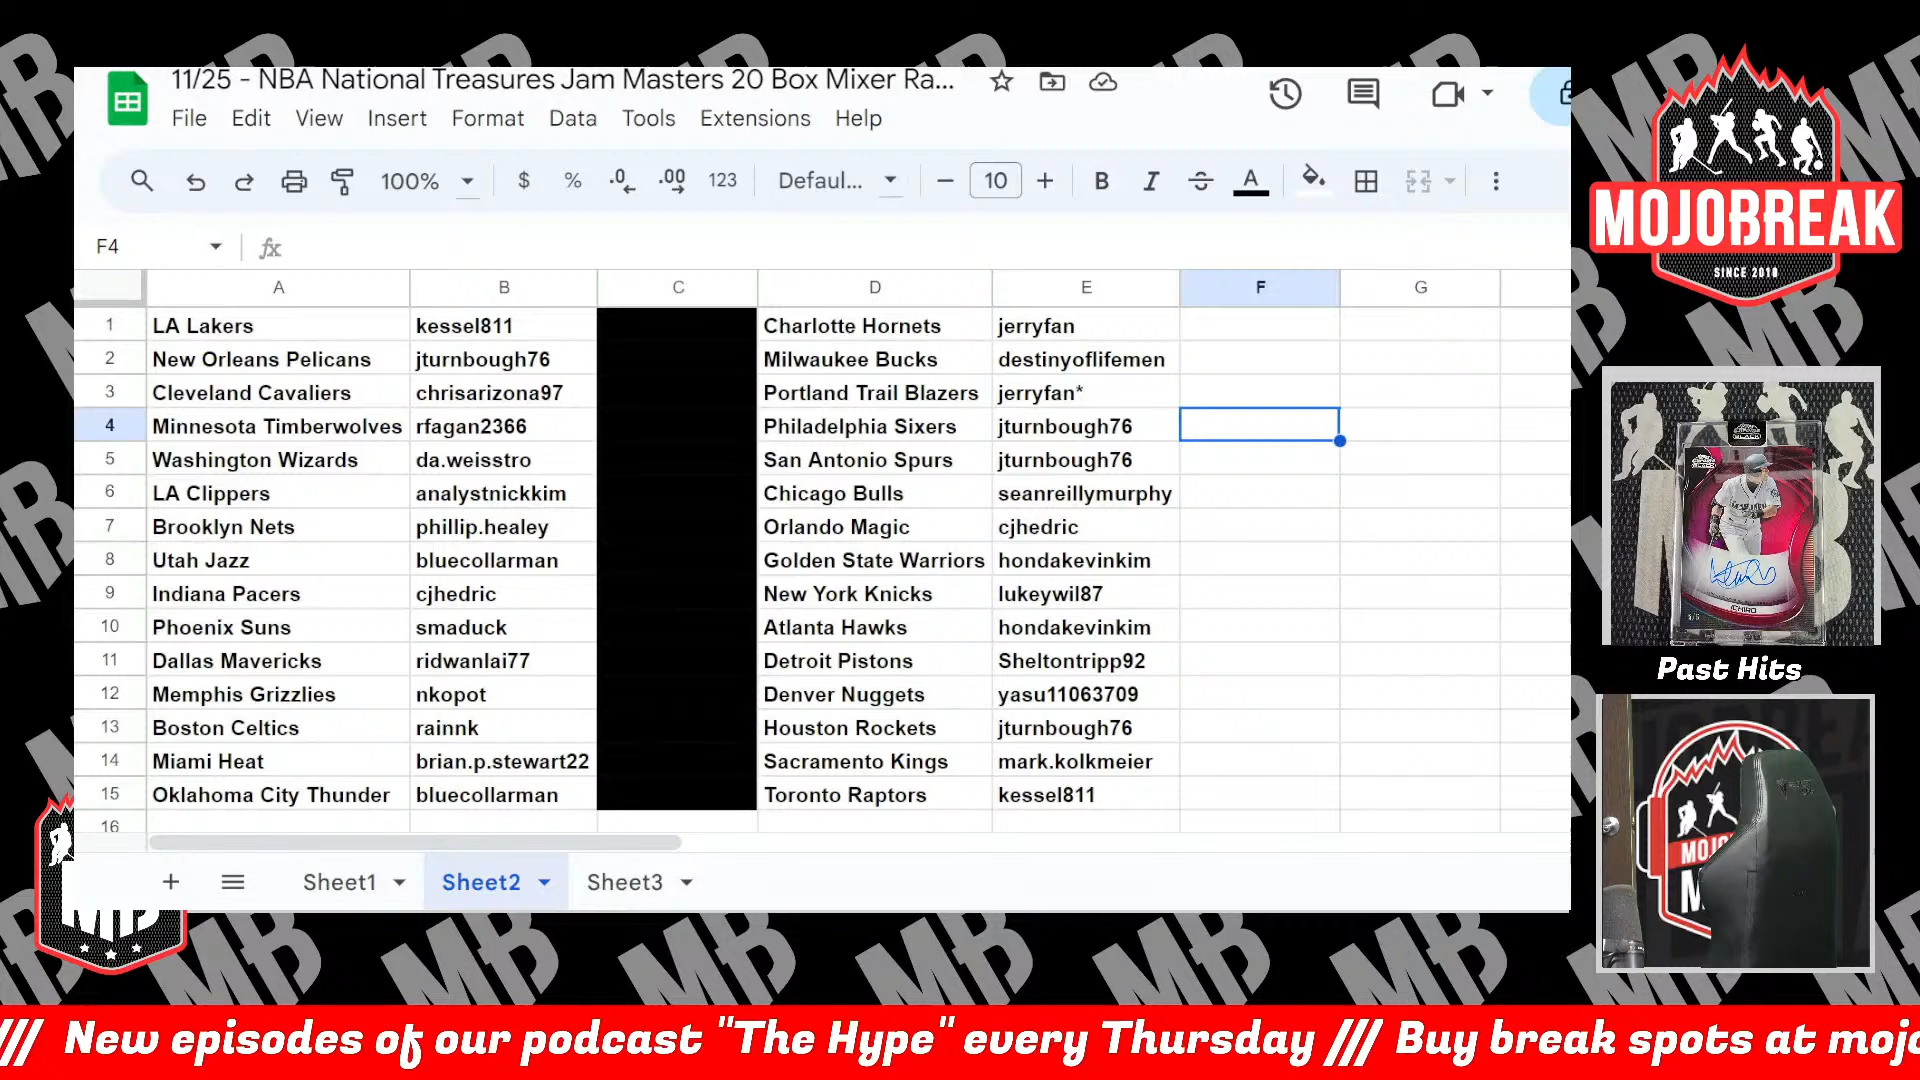 11/25 - NBA National Treasures Jam Masters 20 Box Mixer Ra...
File Edit View Insert Format Data Tools Extensions Help
100% $ % .0 .00 123 Defaul... − 10 + B I S A
F4 fx
A B C D E F G
1 LA Lakers kessel811 Charlotte Hornets jerryfan
2 New Orleans Pelicans jturnbough76 Milwaukee Bucks destinyoflifemen
3 Cleveland Cavaliers chrisarizona97 Portland Trail Blazers jerryfan*
4 Minnesota Timberwolves rfagan2366 Philadelphia Sixers jturnbough76
5 Washington Wizards da.weisstro San Antonio Spurs jturnbough76
6 LA Clippers analystnickkim Chicago Bulls seanreillymurphy
7 Brooklyn Nets phillip.healey Orlando Magic cjhedric
8 Utah Jazz bluecollarman Golden State Warriors hondakevinkim
9 Indiana Pacers cjhedric New York Knicks lukeywil87
10 Phoenix Suns smaduck Atlanta Hawks hondakevinkim
11 Dallas Mavericks ridwanlai77 Detroit Pistons Sheltontripp92
12 Memphis Grizzlies nkopot Denver Nuggets yasu11063709
13 Boston Celtics rainnk Houston Rockets jturnbough76
14 Miami Heat brian.p.stewart22 Sacramento Kings mark.kolkmeier
15 Oklahoma City Thunder bluecollarman Toronto Raptors kessel811
16
+ Sheet1 Sheet2 Sheet3
MOJOBREAK
SINCE 2010
ICHIRO
Past Hits
MB
/// New episodes of our podcast "The Hype" every Thursday /// Buy break spots at mojo